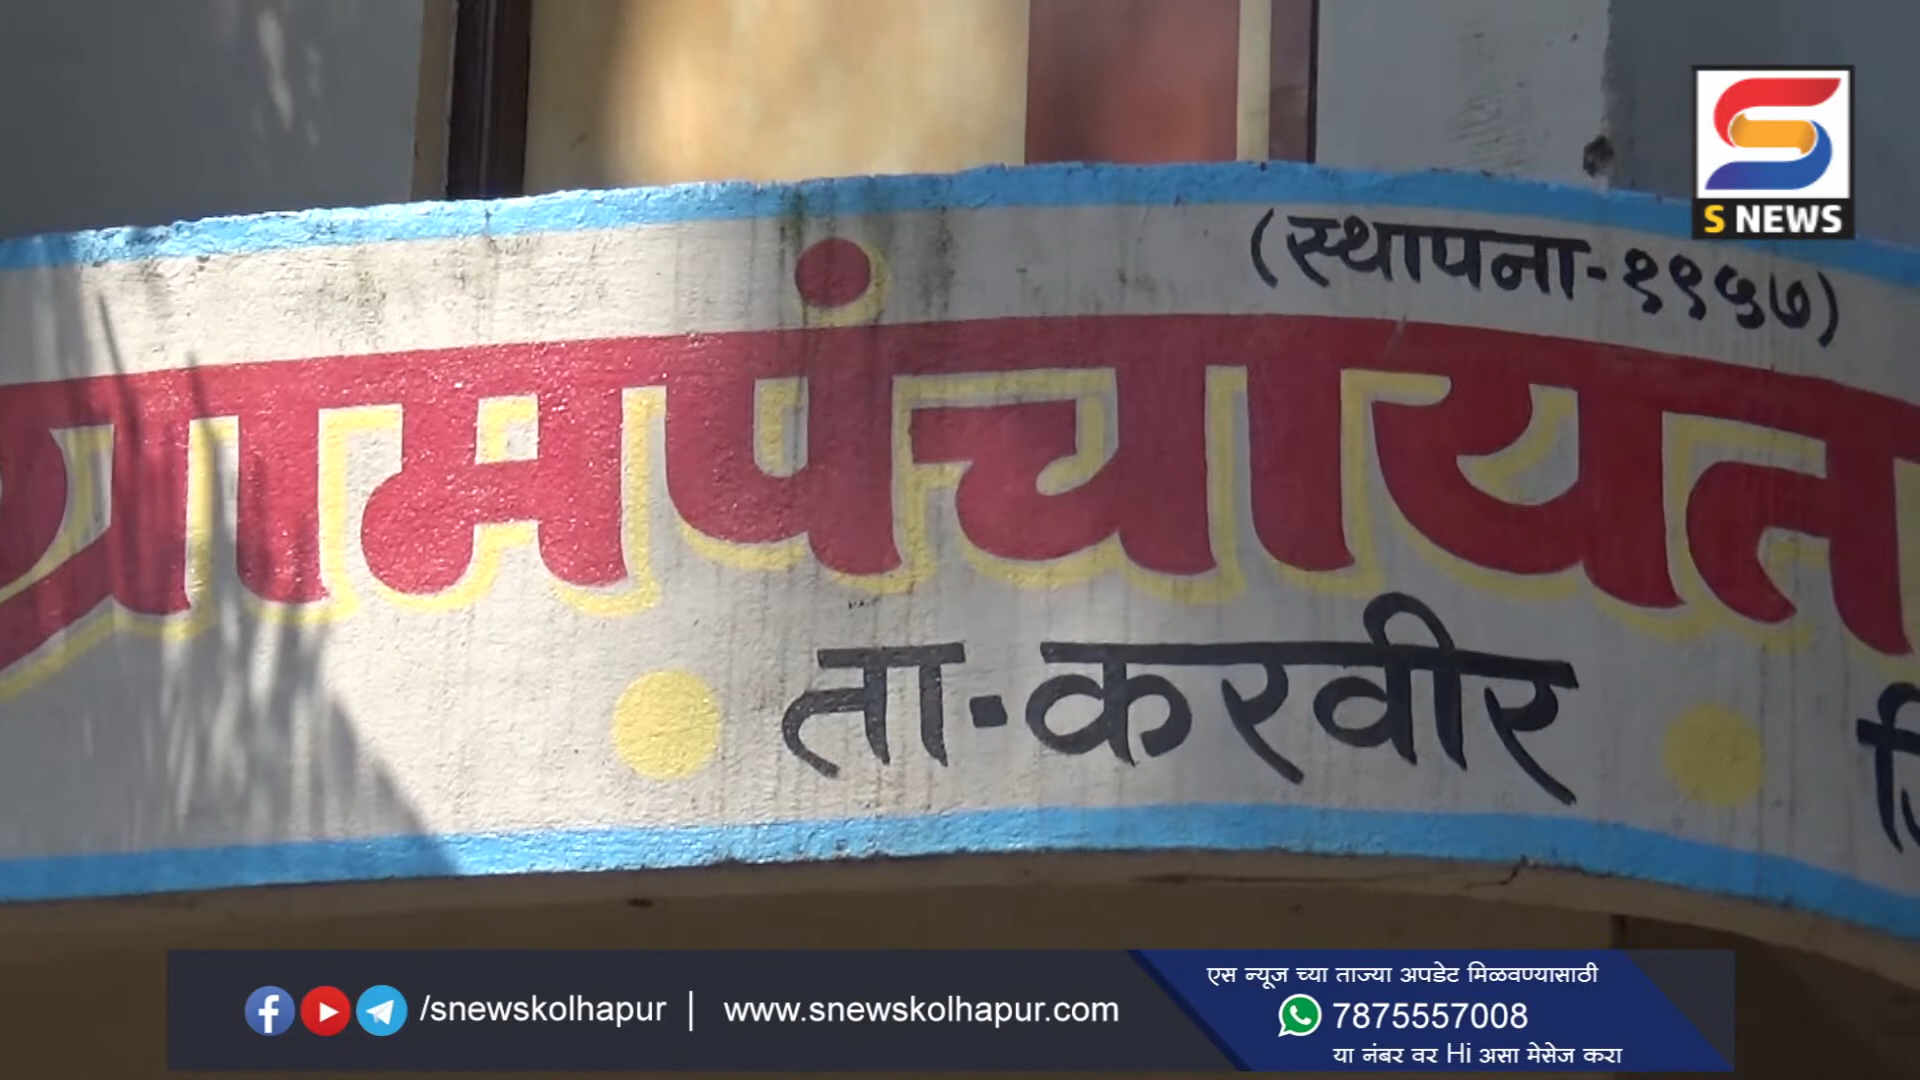 S NEWS
(स्थापना-१९५७)
ग्रामपंचायत
ता-करवीर
/snewskolhapur | www.snewskolhapur.com
एस न्यूज च्या ताज्या अपडेट मिळवण्यासाठी
7875557008
या नंबर वर Hi असा मेसेज करा